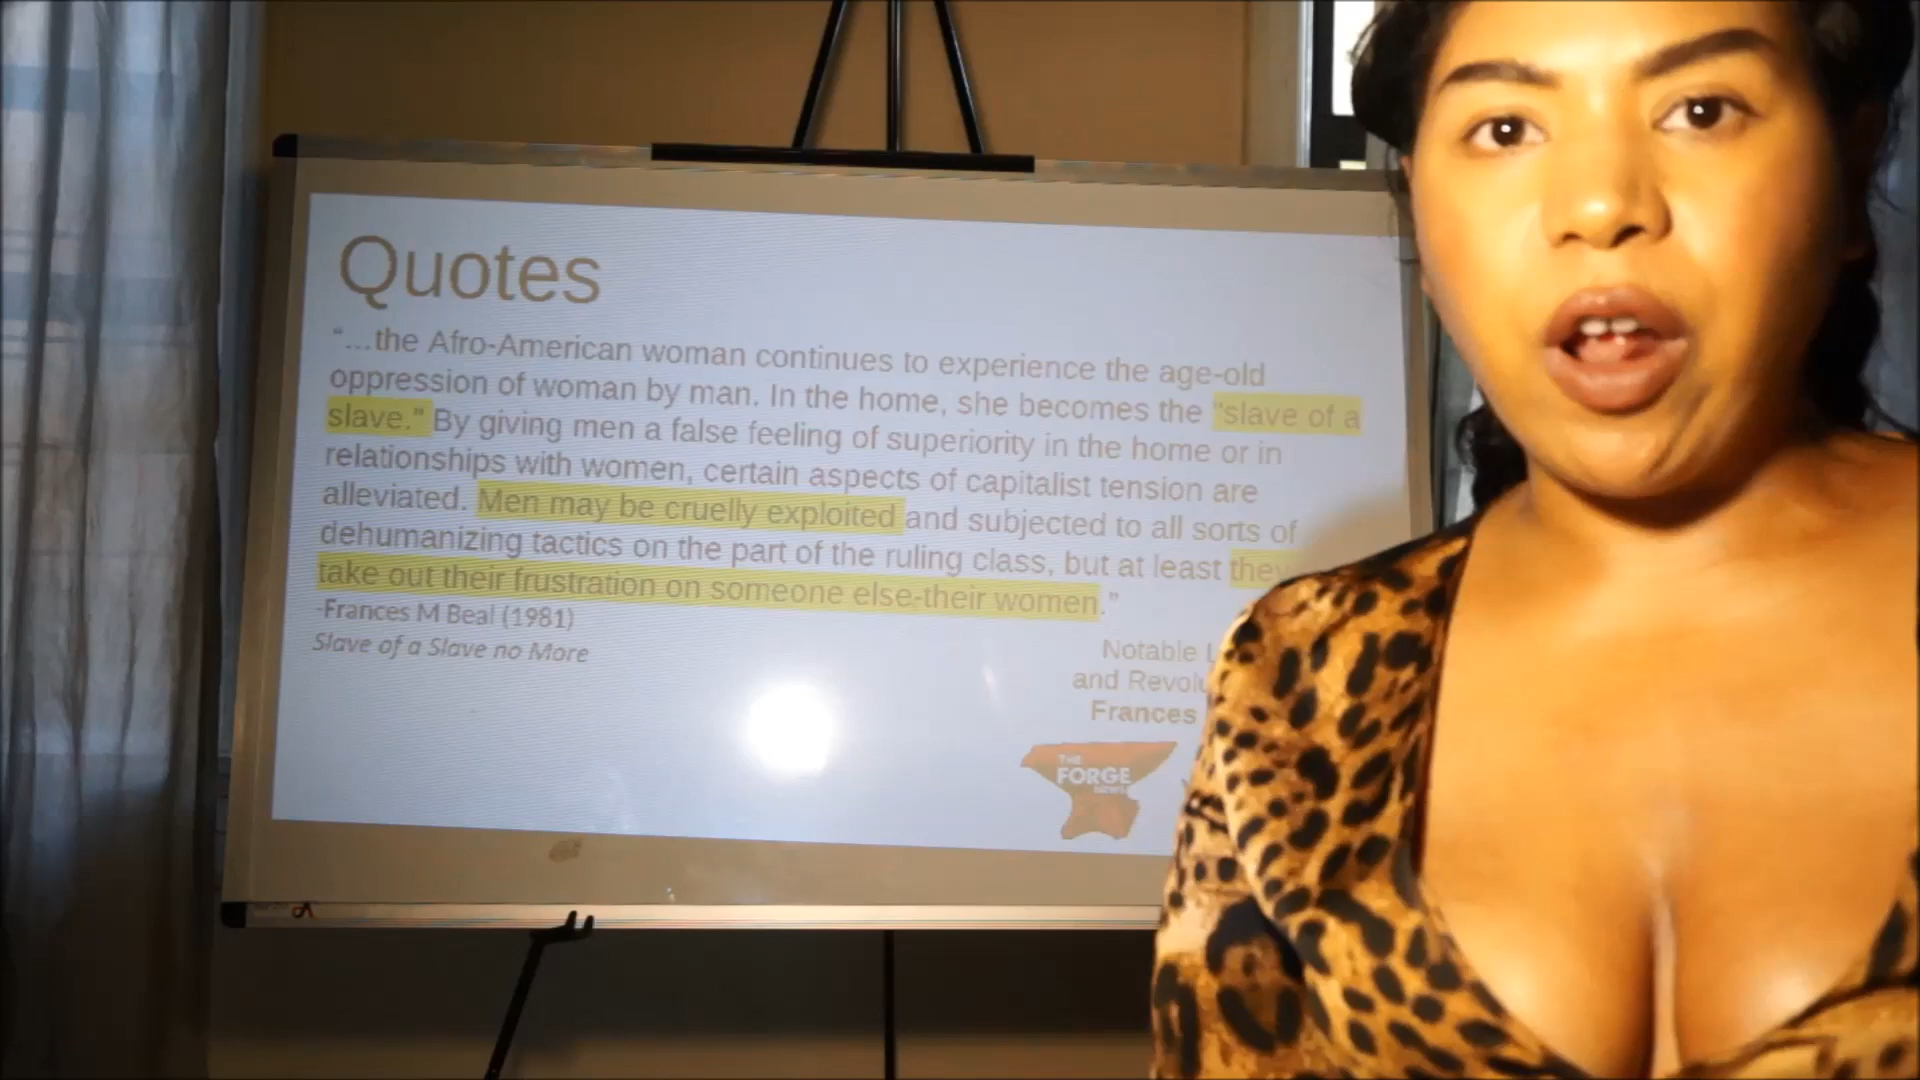 Quotes
“...the Afro-American woman continues to experience the age-old
oppression of woman by man. In the home, she becomes the "slave of a
slave." By giving men a false feeling of superiority in the home or in
relationships with women, certain aspects of capitalist tension are
alleviated. Men may be cruelly exploited and subjected to all sorts of
dehumanizing tactics on the part of the ruling class, but at least they
take out their frustration on someone else-their women.”
-Frances M Beal (1981)
Slave of a Slave no More
Notable
and
Frances
THE
FORGE
NEWS